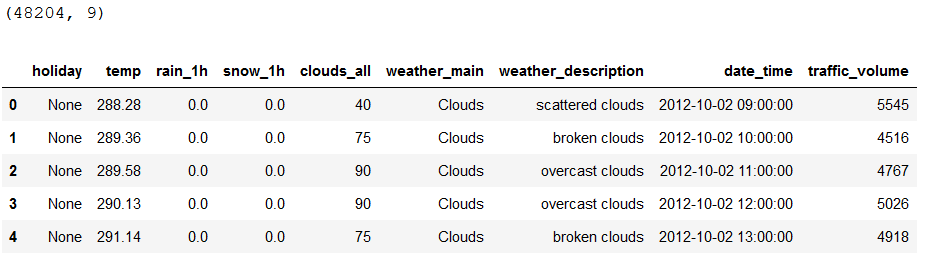 (48204, 9)
holiday temp rain_1h snow_1h clouds_all weather_main weather_description date_time traffic_volume
0 None 288.28 0.0 0.0 40 Clouds scattered clouds 2012-10-02 09:00:00 5545
1 None 289.36 0.0 0.0 75 Clouds broken clouds 2012-10-02 10:00:00 4516
2 None 289.58 0.0 0.0 90 Clouds overcast clouds 2012-10-02 11:00:00 4767
3 None 290.13 0.0 0.0 90 Clouds overcast clouds 2012-10-02 12:00:00 5026
4 None 291.14 0.0 0.0 75 Clouds broken clouds 2012-10-02 13:00:00 4918